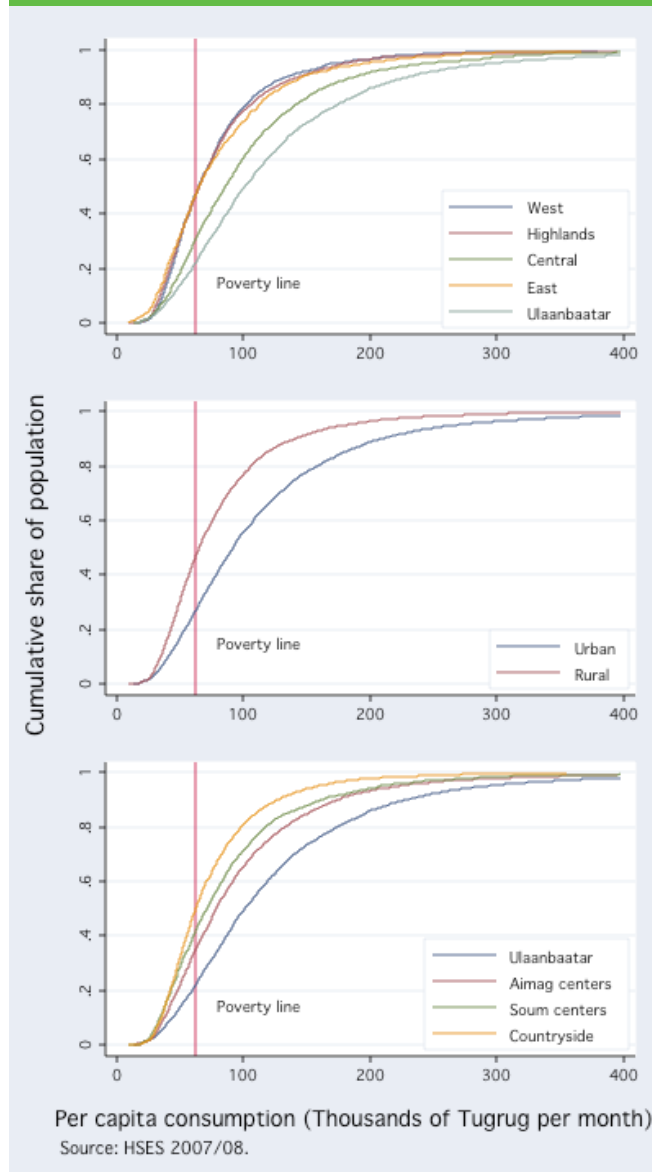 1
.8
.6
.4
.2
0
West
Highlands
Central
East
Ulaanbaatar
Poverty line
0 100 200 300 400
Cumulative share of population
1
.8
.6
.4
.2
0
Poverty line
Urban
Rural
0 100 200 300 400
1
.8
.6
.4
.2
0
Ulaanbaatar
Aimag centers
Soum centers
Countryside
Poverty line
0 100 200 300 400
Per capita consumption (Thousands of Tugrug per month)
Source: HSES 2007/08.